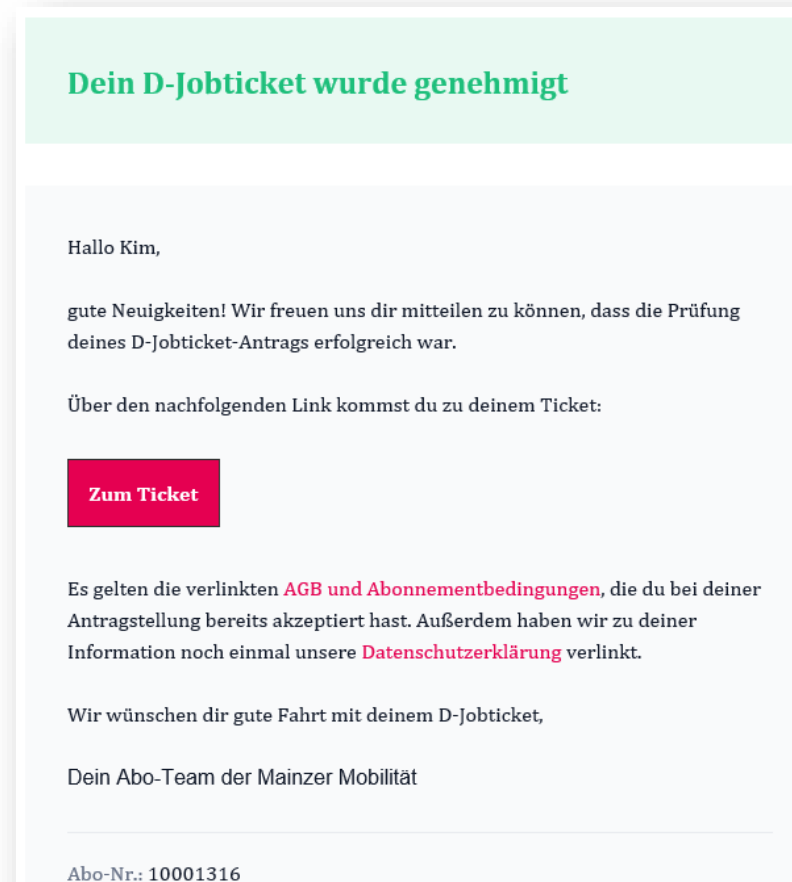 Dein D-Jobticket wurde genehmigt
Hallo Kim,
gute Neuigkeiten! Wir freuen uns dir mitteilen zu können, dass die Prüfung
deines D-Jobticket-Antrags erfolgreich war.
Über den nachfolgenden Link kommst du zu deinem Ticket:
Zum Ticket
Es gelten die verlinkten AGB und Abonnementbedingungen, die du bei deiner
Antragstellung bereits akzeptiert hast. Außerdem haben wir zu deiner
Information noch einmal unsere Datenschutzerklärung verlinkt.
Wir wünschen dir gute Fahrt mit deinem D-Jobticket,
Dein Abo-Team der Mainzer Mobilität
Abo-Nr.: 10001316